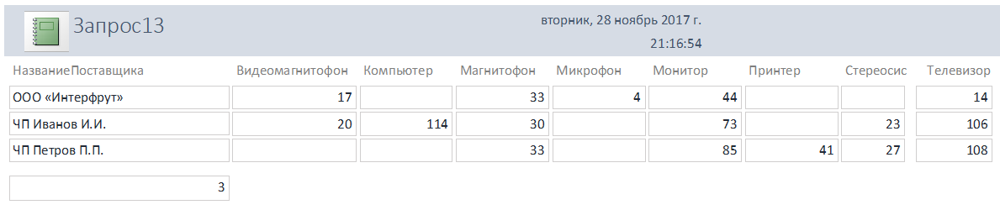 Запрос13
вторник, 28 ноябрь 2017 г.
21:16:54
НазваниеПоставщика Видеомагнитофон Компьютер Магнитофон Микрофон Монитор Принтер Стереосис Телевизор
ООО «Интерфрут» 17 33 4 44 14
ЧП Иванов И.И. 20 114 30 73 23 106
ЧП Петров П.П. 33 85 41 27 108
3